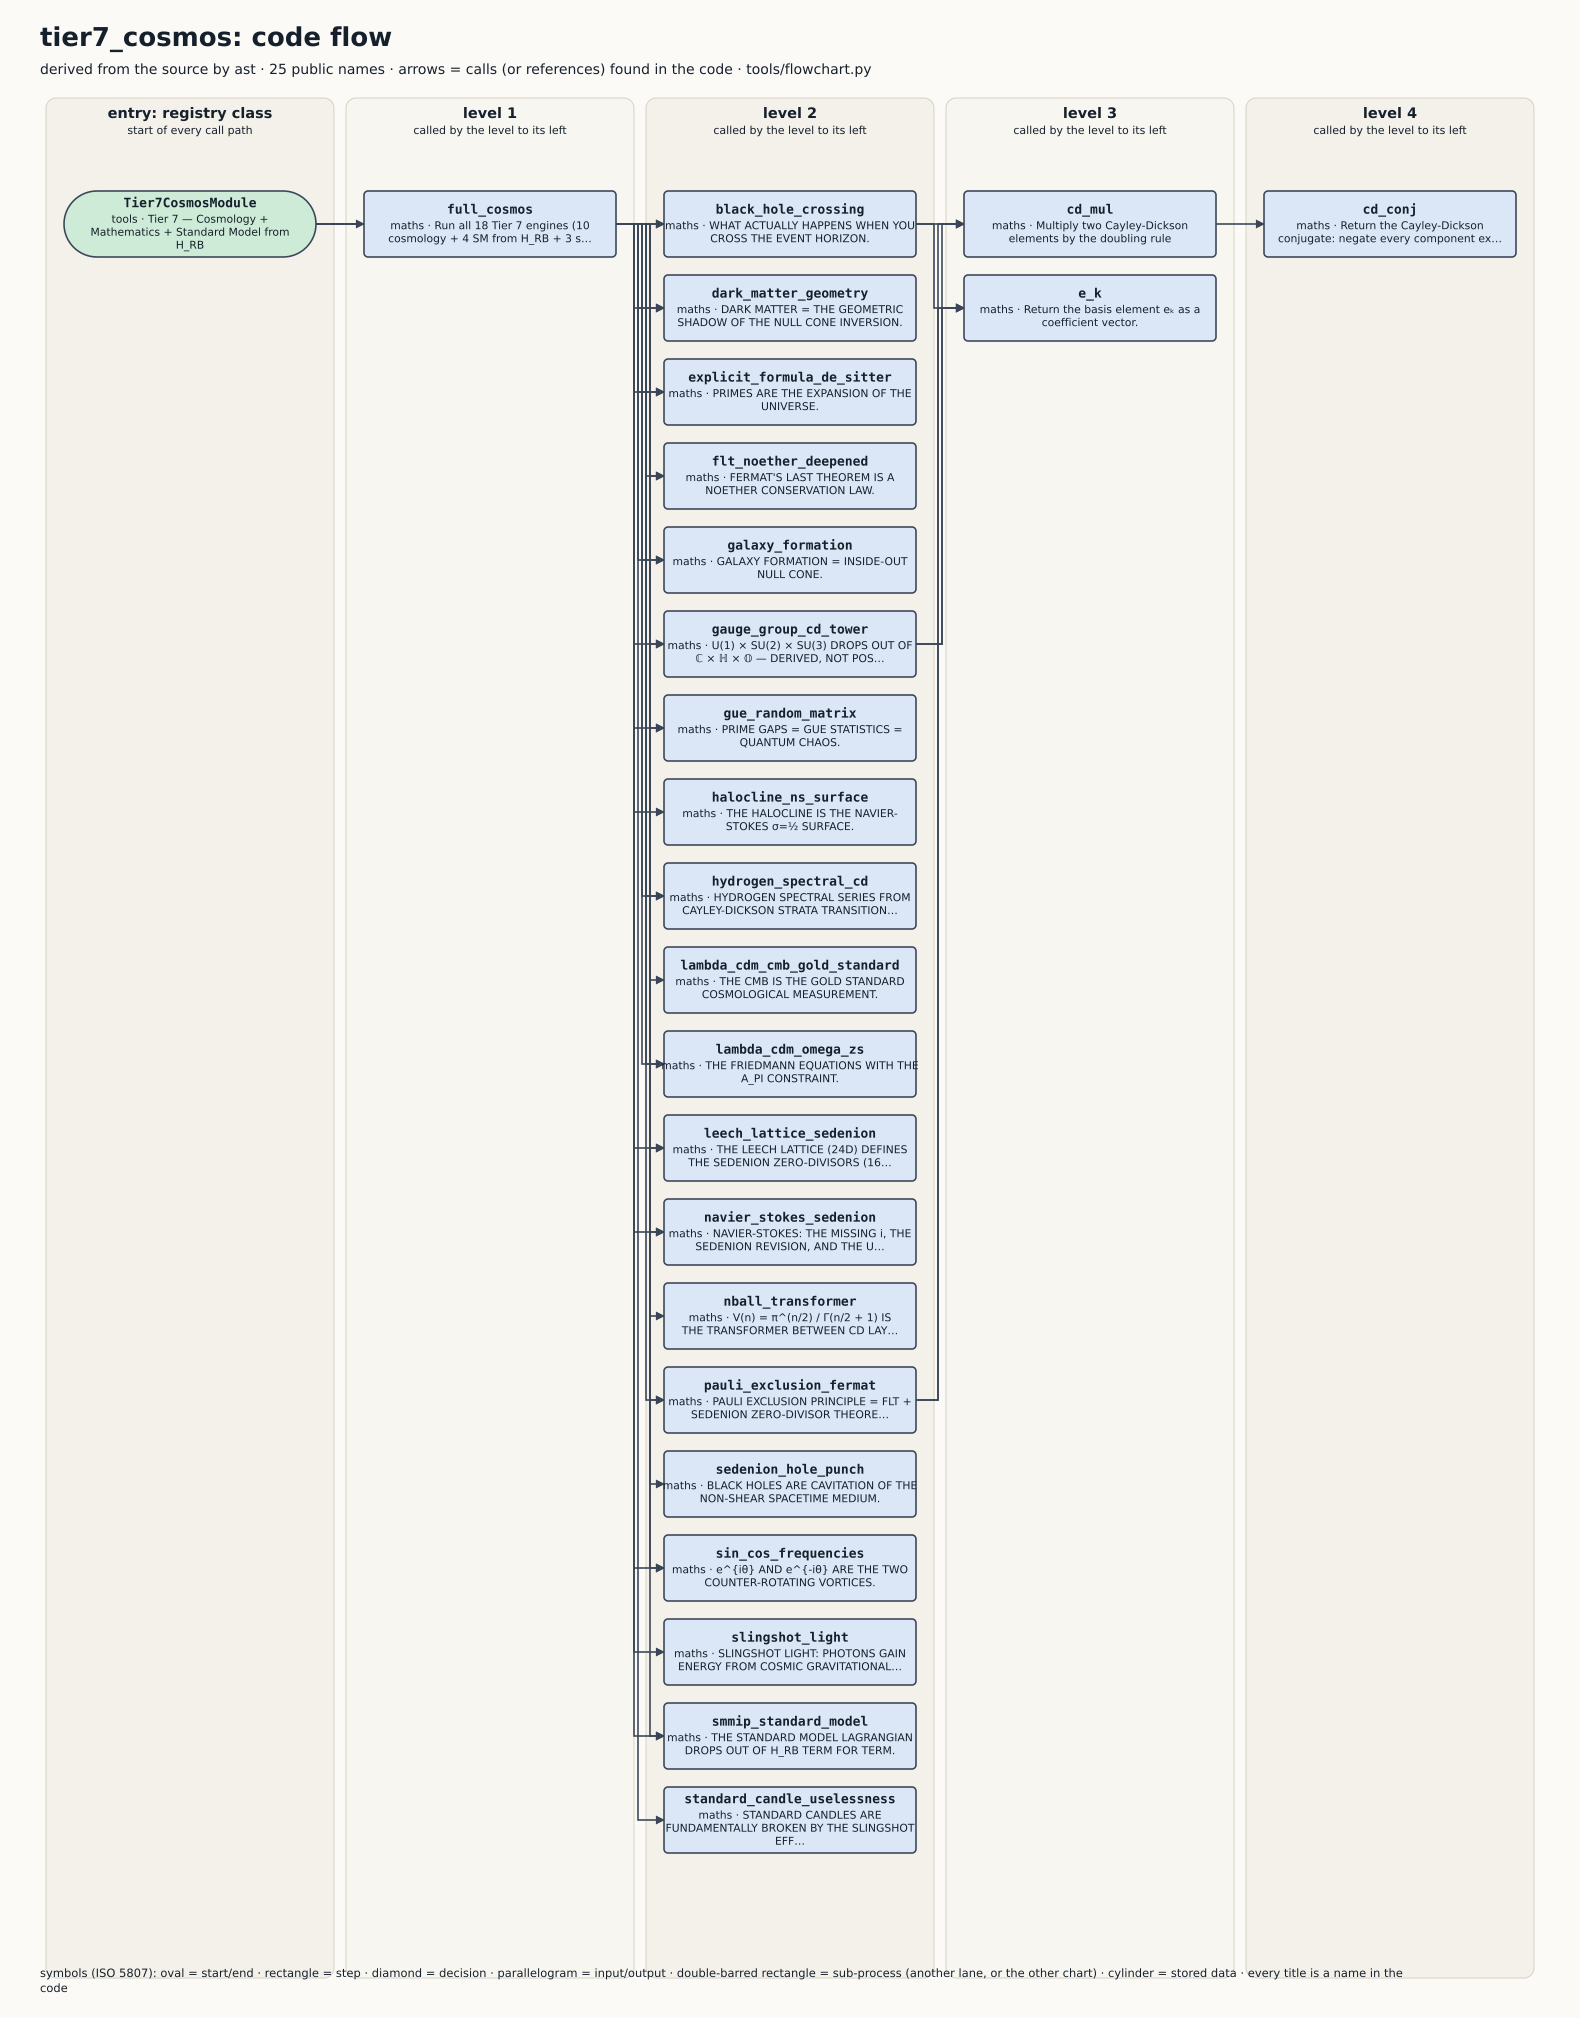 tier7_cosmos: code flow
derived from the source by ast · 25 public names · arrows = calls (or references) found in the code · tools/flowchart.py
entry: registry class
start of every call path
level 1
called by the level to its left
level 2
called by the level to its left
level 3
called by the level to its left
level 4
called by the level to its left
Tier7CosmosModule
tools · Tier 7 — Cosmology +
Mathematics + Standard Model from
H_RB
full_cosmos
maths · Run all 18 Tier 7 engines (10
cosmology + 4 SM from H_RB + 3 s…
black_hole_crossing
maths · WHAT ACTUALLY HAPPENS WHEN YOU
CROSS THE EVENT HORIZON.
cd_mul
maths · Multiply two Cayley-Dickson
elements by the doubling rule
cd_conj
maths · Return the Cayley-Dickson
conjugate: negate every component ex…
dark_matter_geometry
maths · DARK MATTER = THE GEOMETRIC
SHADOW OF THE NULL CONE INVERSION.
e_k
maths · Return the basis element eₖ as a
coefficient vector.
explicit_formula_de_sitter
maths · PRIMES ARE THE EXPANSION OF THE
UNIVERSE.
flt_noether_deepened
maths · FERMAT'S LAST THEOREM IS A
NOETHER CONSERVATION LAW.
galaxy_formation
maths · GALAXY FORMATION = INSIDE-OUT
NULL CONE.
gauge_group_cd_tower
maths · U(1) × SU(2) × SU(3) DROPS OUT OF
ℂ × ℍ × 𝕆 — DERIVED, NOT POS…
gue_random_matrix
maths · PRIME GAPS = GUE STATISTICS =
QUANTUM CHAOS.
halocline_ns_surface
maths · THE HALOCLINE IS THE NAVIER-
STOKES σ=½ SURFACE.
hydrogen_spectral_cd
maths · HYDROGEN SPECTRAL SERIES FROM
CAYLEY-DICKSON STRATA TRANSITION…
lambda_cdm_cmb_gold_standard
maths · THE CMB IS THE GOLD STANDARD
COSMOLOGICAL MEASUREMENT.
lambda_cdm_omega_zs
maths · THE FRIEDMANN EQUATIONS WITH THE
A_PI CONSTRAINT.
leech_lattice_sedenion
maths · THE LEECH LATTICE (24D) DEFINES
THE SEDENION ZERO-DIVISORS (16…
navier_stokes_sedenion
maths · NAVIER-STOKES: THE MISSING i, THE
SEDENION REVISION, AND THE U…
nball_transformer
maths · V(n) = π^(n/2) / Γ(n/2 + 1) IS
THE TRANSFORMER BETWEEN CD LAY…
pauli_exclusion_fermat
maths · PAULI EXCLUSION PRINCIPLE = FLT +
SEDENION ZERO-DIVISOR THEORE…
sedenion_hole_punch
maths · BLACK HOLES ARE CAVITATION OF THE
NON-SHEAR SPACETIME MEDIUM.
sin_cos_frequencies
maths · e^{iθ} AND e^{-iθ} ARE THE TWO
COUNTER-ROTATING VORTICES.
slingshot_light
maths · SLINGSHOT LIGHT: PHOTONS GAIN
ENERGY FROM COSMIC GRAVITATIONAL…
smmip_standard_model
maths · THE STANDARD MODEL LAGRANGIAN
DROPS OUT OF H_RB TERM FOR TERM.
standard_candle_uselessness
maths · STANDARD CANDLES ARE
FUNDAMENTALLY BROKEN BY THE SLINGSHOT
EFF…
symbols (ISO 5807): oval = start/end · rectangle = step · diamond = decision · parallelogram = input/output · double-barred rectangle = sub-process (another lane, or the other chart) · cylinder = stored data · every title is a name in the
code